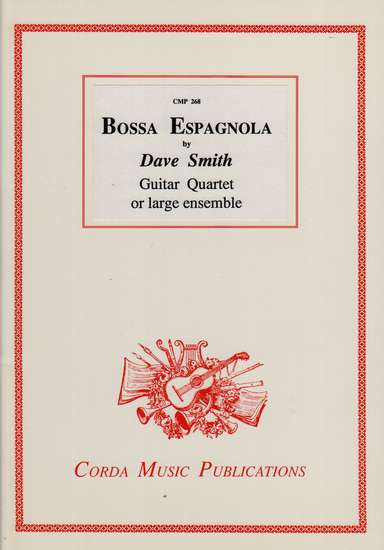 CMP 268
BOSSA ESPAGNOLA
by
Dave Smith
Guitar Quartet
or large ensemble
CORDA MUSIC PUBLICATIONS